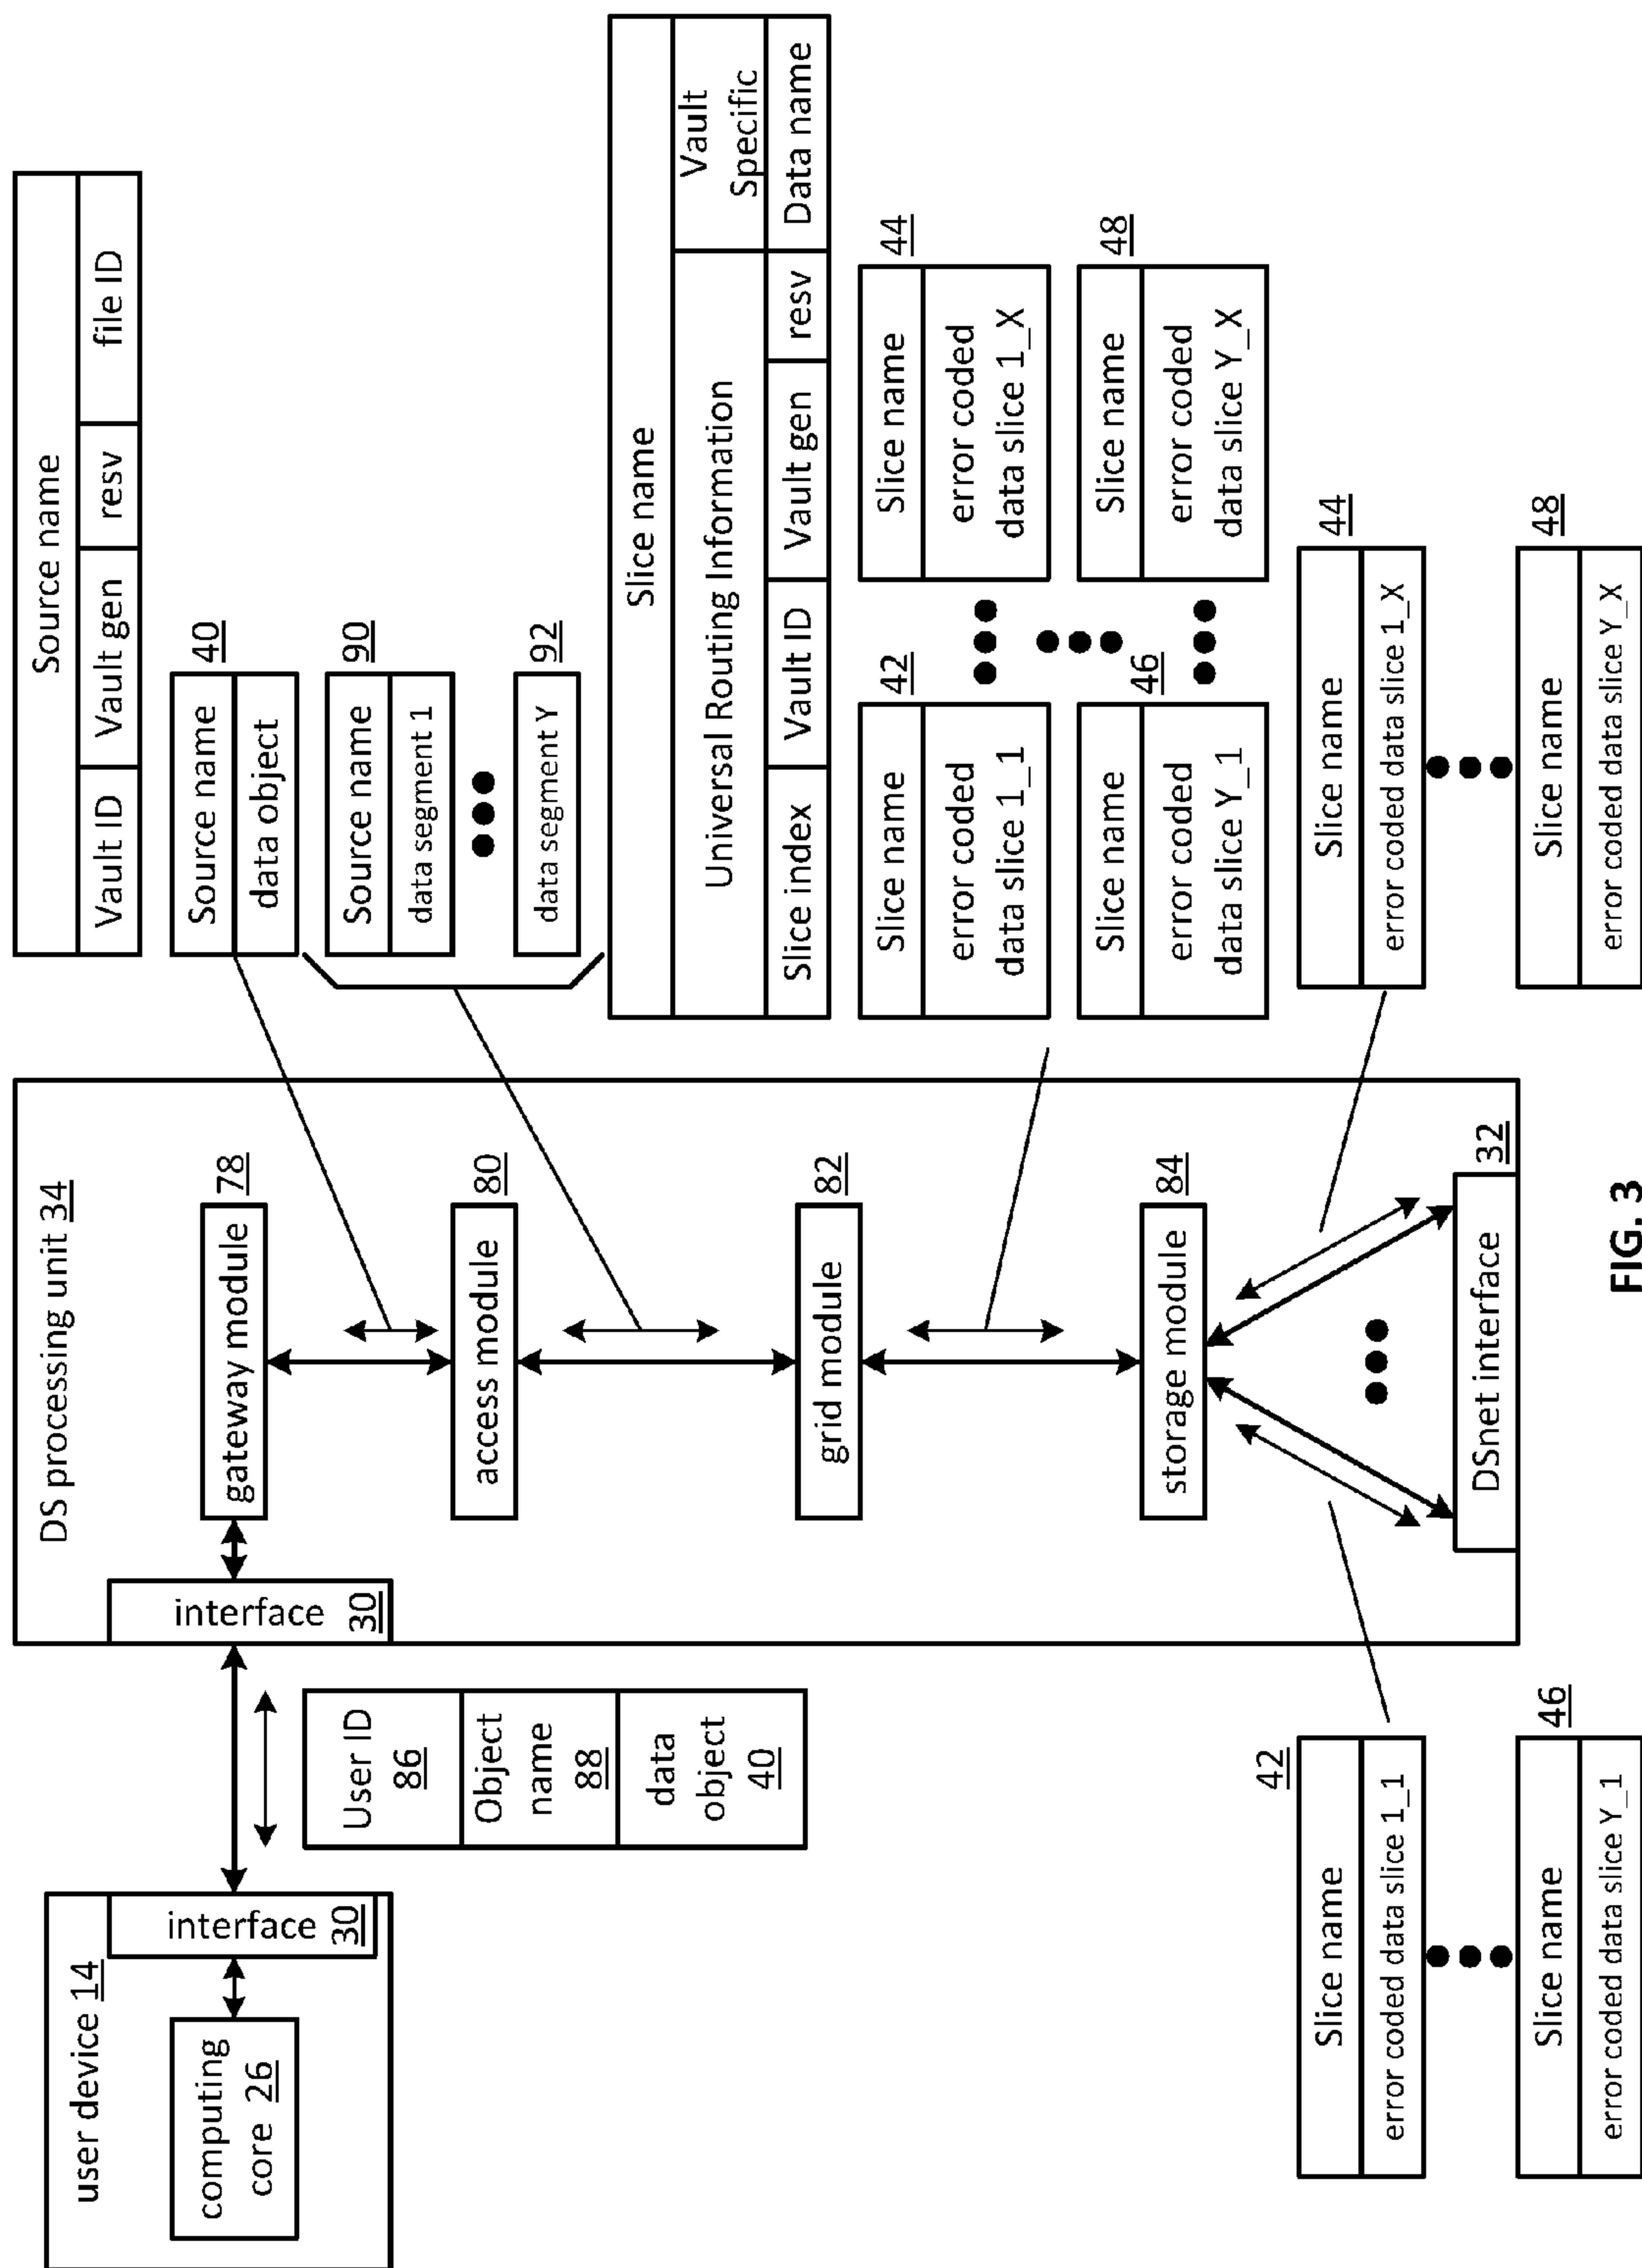 user device 14
computing
core 26
interface 30
User ID
86
Object
name
88
data
object
40
DS processing unit 34
interface 30
gateway module 78
access module 80
grid module 82
storage module 84
DSnet interface 32
Source name
Vault ID Vault gen resv file ID
Source name 40
data object
Source name 90
data segment 1
data segment Y 92
Slice name
Universal Routing Information
Vault
Specific
Slice index Vault ID Vault gen resv Data name
Slice name 42
error coded
data slice 1_1
Slice name 44
error coded
data slice 1_X
Slice name 46
error coded
data slice Y_1
Slice name 48
error coded
data slice Y_X
Slice name 42
error coded data slice 1_1
Slice name 46
error coded data slice Y_1
Slice name 44
error coded data slice 1_X
Slice name 48
error coded data slice Y_X
FIG. 3